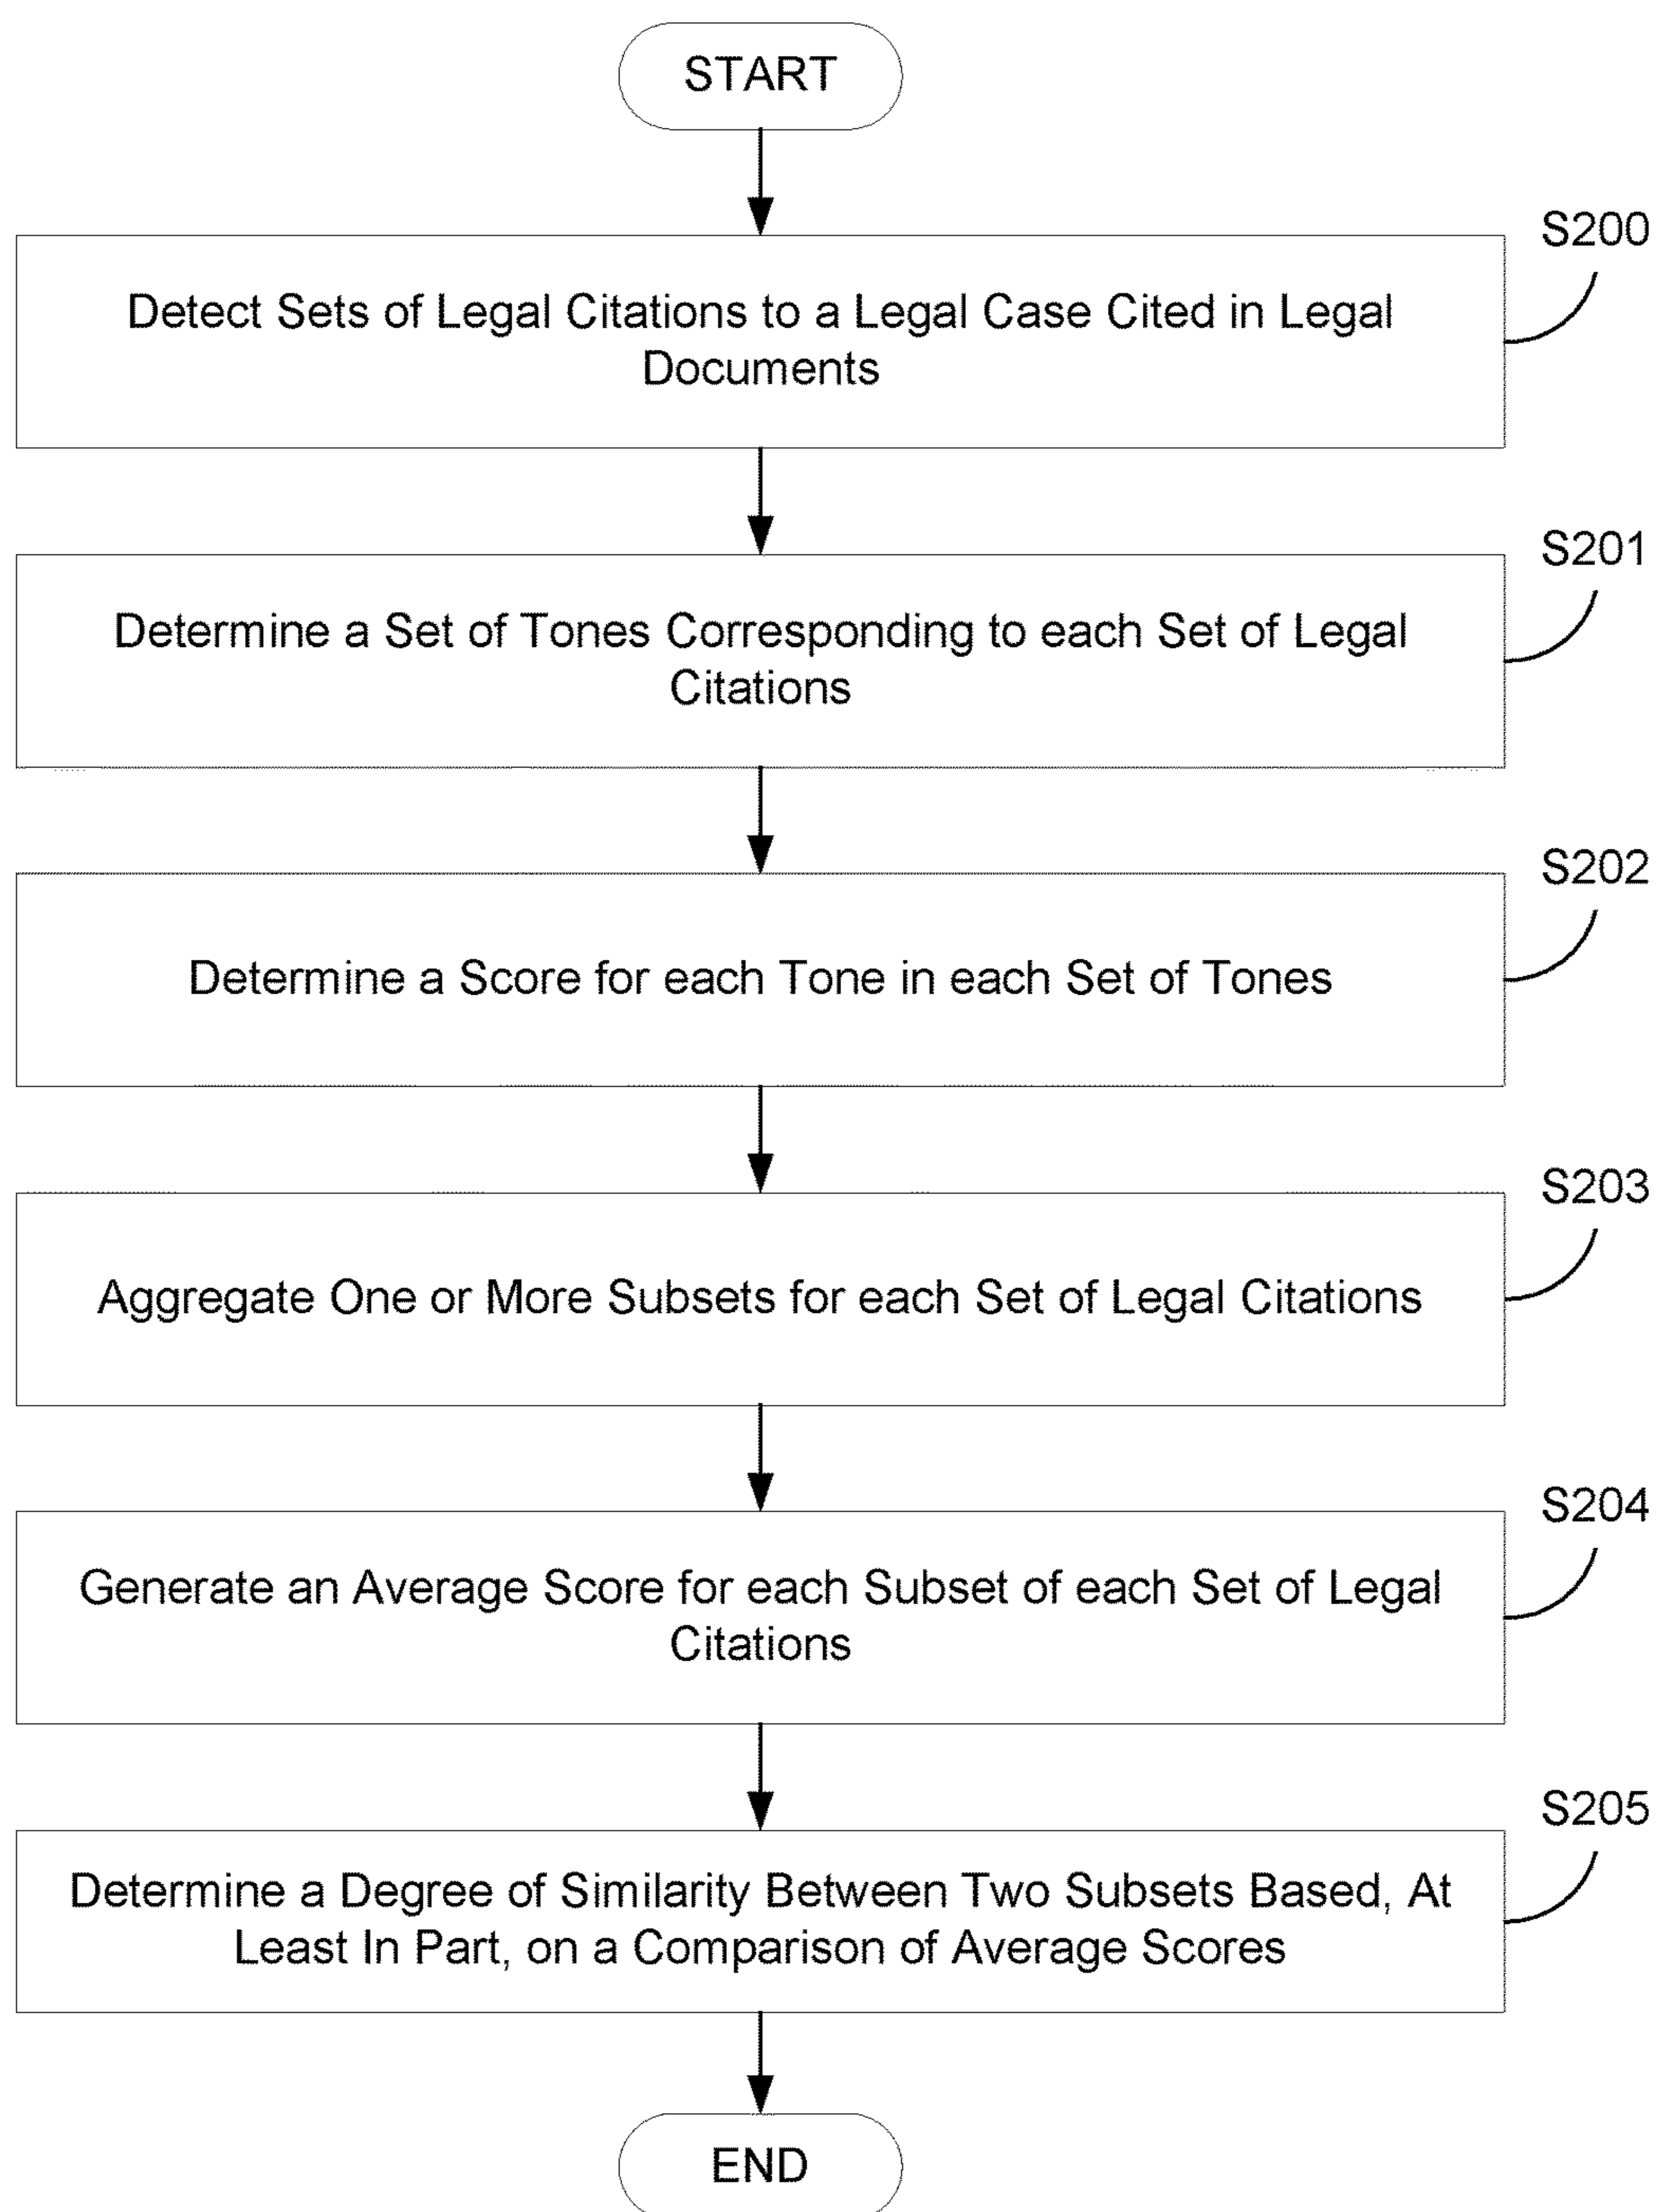 START
S200
Detect Sets of Legal Citations to a Legal Case Cited in Legal
Documents
S201
Determine a Set of Tones Corresponding to each Set of Legal
Citations
S202
Determine a Score for each Tone in each Set of Tones
S203
Aggregate One or More Subsets for each Set of Legal Citations
S204
Generate an Average Score for each Subset of each Set of Legal
Citations
S205
Determine a Degree of Similarity Between Two Subsets Based, At
Least In Part, on a Comparison of Average Scores
END